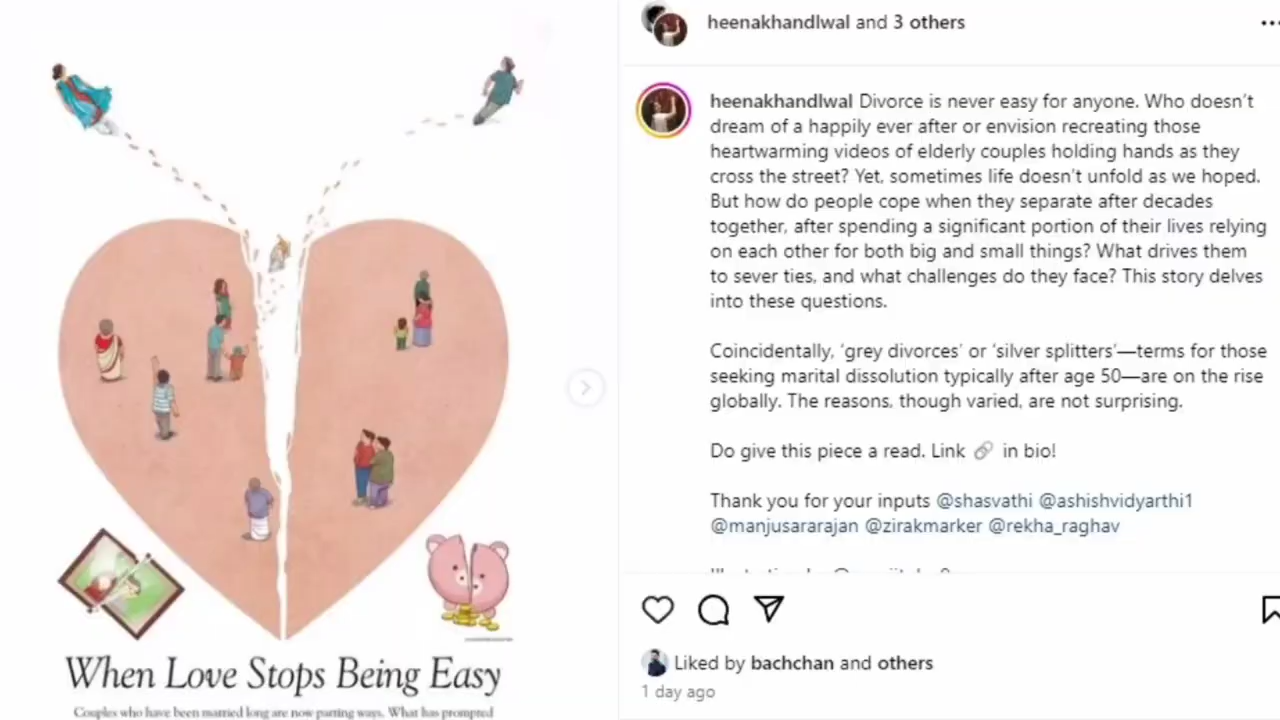 When Love Stops Being Easy
Couples who have been married long are now parting ways. What has prompted
heenakhandlwal and 3 others
heenakhandlwal Divorce is never easy for anyone. Who doesn't
dream of a happily ever after or envision recreating those
heartwarming videos of elderly couples holding hands as they
cross the street? Yet, sometimes life doesn't unfold as we hoped.
But how do people cope when they separate after decades
together, after spending a significant portion of their lives relying
on each other for both big and small things? What drives them
to sever ties, and what challenges do they face? This story delves
into these questions.
Coincidentally, 'grey divorces' or 'silver splitters'—terms for those
seeking marital dissolution typically after age 50—are on the rise
globally. The reasons, though varied, are not surprising.
Do give this piece a read. Link 🔗 in bio!
Thank you for your inputs @shasvathi @ashishvidyarthi1
@manjusararajan @zirakmarker @rekha_raghav
Liked by bachchan and others
1 day ago